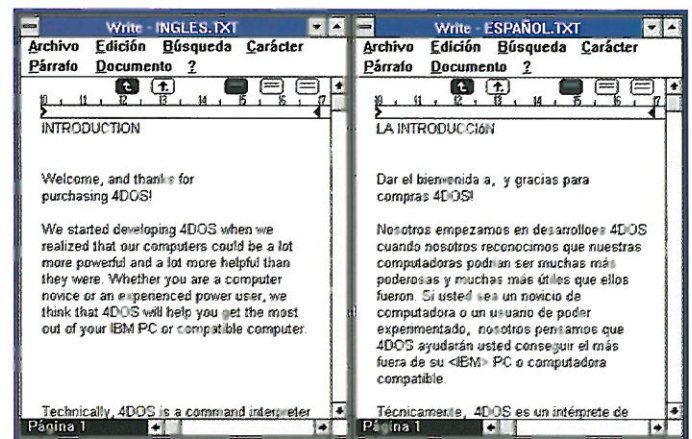 Write - INGLES.TXT
Archivo Edición Búsqueda Carácter
Párrafo Documento ?
INTRODUCTION
Welcome, and thanks for
purchasing 4DOS!
We started developing 4DOS when we
realized that our computers could be a lot
more powerful and a lot more helpful than
they were. Whether you are a computer
novice or an experienced power user, we
think that 4DOS will help you get the most
out of your IBM PC or compatible computer.
Technically, 4DOS is a command interpreter
Página 1
Write - ESPAÑOL.TXT
Archivo Edición Búsqueda Carácter
Párrafo Documento ?
LA INTRODUCCIóN
Dar el bienvenida a, y gracias para
compras 4DOS!
Nosotros empezamos en desarrolloes 4DOS
cuando nosotros reconocimos que nuestras
computadoras podrían ser muchas más
poderosas y muchas más útiles que ellos
fueron. Si usted sea un novicio de
computadora o un usuario de poder
experimentado, nosotros pensamos que
4DOS ayudarán usted conseguir el más
fuera de su <IBM> PC o computadora
compatible.
Técnicamente, 4DOS es un intérprete de
Página 1